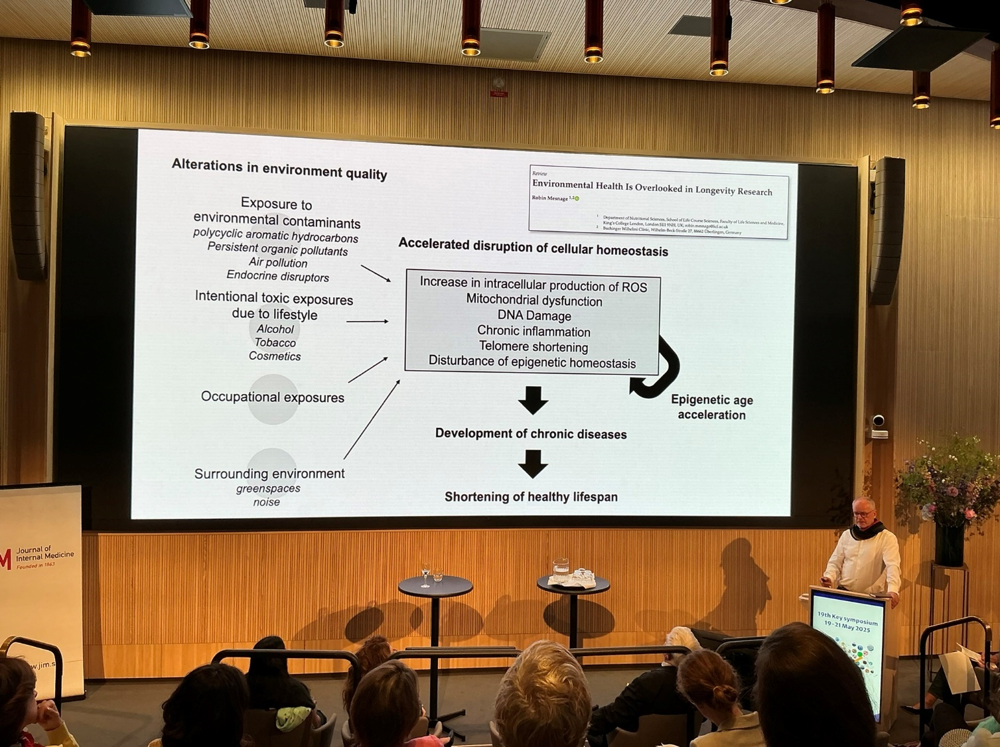 Alterations in environment quality
Exposure to
environmental contaminants
polycyclic aromatic hydrocarbons
Persistent organic pollutants
Air pollution
Endocrine disruptors
Intentional toxic exposures
due to lifestyle
Alcohol
Tobacco
Cosmetics
Occupational exposures
Surrounding environment
greenspaces
noise
Review
Environmental Health Is Overlooked in Longevity Research
Robin Mesnage 1,2
1 Department of Nutritional Sciences, School of Life Course Sciences, Faculty of Life Sciences and Medicine,
King's College London, London SE1 9NH, UK; robin.mesnage@kcl.ac.uk
2 Buchinger Wilhelmi Clinic, Wilhelm-Beck-Straße 27, 88662 Überlingen, Germany
Accelerated disruption of cellular homeostasis
Increase in intracellular production of ROS
Mitochondrial dysfunction
DNA Damage
Chronic inflammation
Telomere shortening
Disturbance of epigenetic homeostasis
Epigenetic age
acceleration
Development of chronic diseases
Shortening of healthy lifespan
M
Journal of
Internal Medicine
Founded in 1863
w.jim.s
19th Key symposium
19-21 May 2025